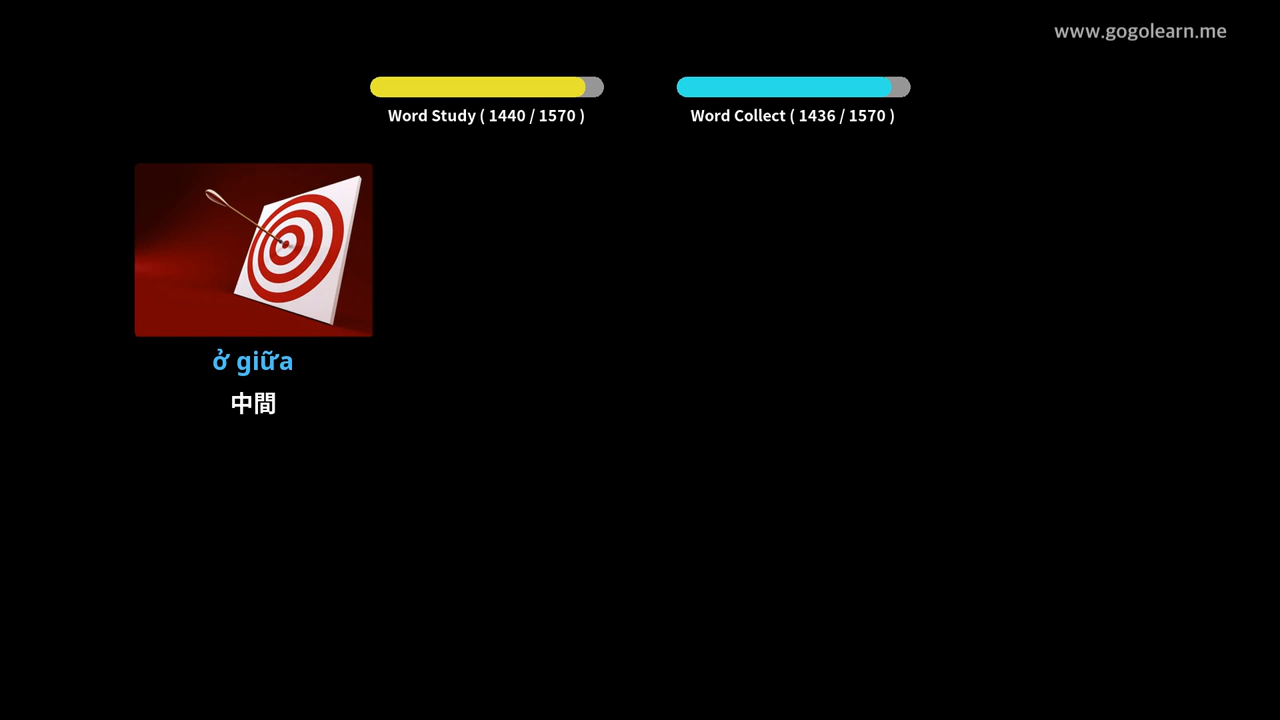 www.gogolearn.me
Word Study ( 1440 / 1570 )
Word Collect ( 1436 / 1570 )
ở giữa
中間